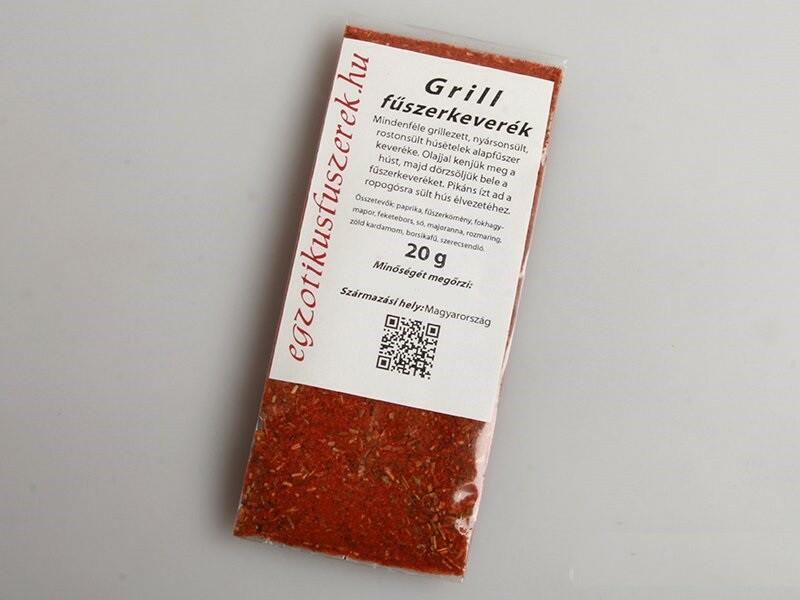 egzotikusfuszerek.hu
Grill
fűszerkeverék
Mindenféle grillezett, nyársonsült,
rostonsült húsételek alapfűszer
keveréke. Olajjal kenjük meg a
húst, majd dörzsöljük bele a
fűszerkeveréket. Pikáns ízt ad a
ropogósra sült hús élvezetéhez.
Összetevők: paprika, fűszerkömény, fokhagy-
mapor, feketebors, só, majoranna, rozmaring,
zöld kardamom, borsikafű, szerecsendió.
20 g
Minőségét megőrzi:
Származási hely: Magyarország